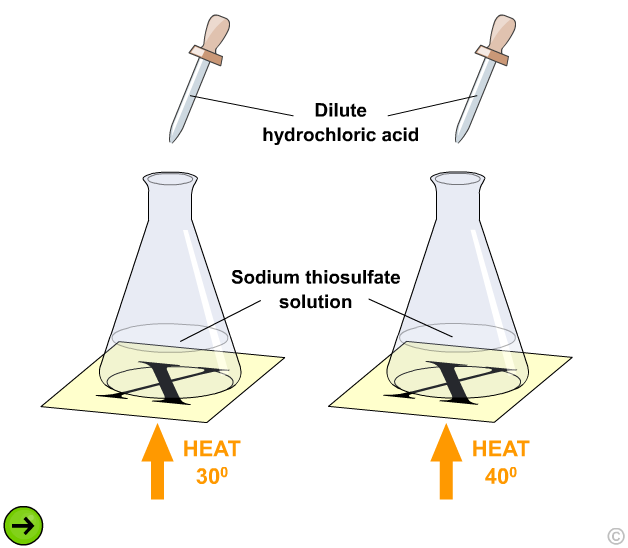 Dilute
hydrochloric acid
Sodium thiosulfate
solution
X X
HEAT
30⁰
HEAT
40⁰
©